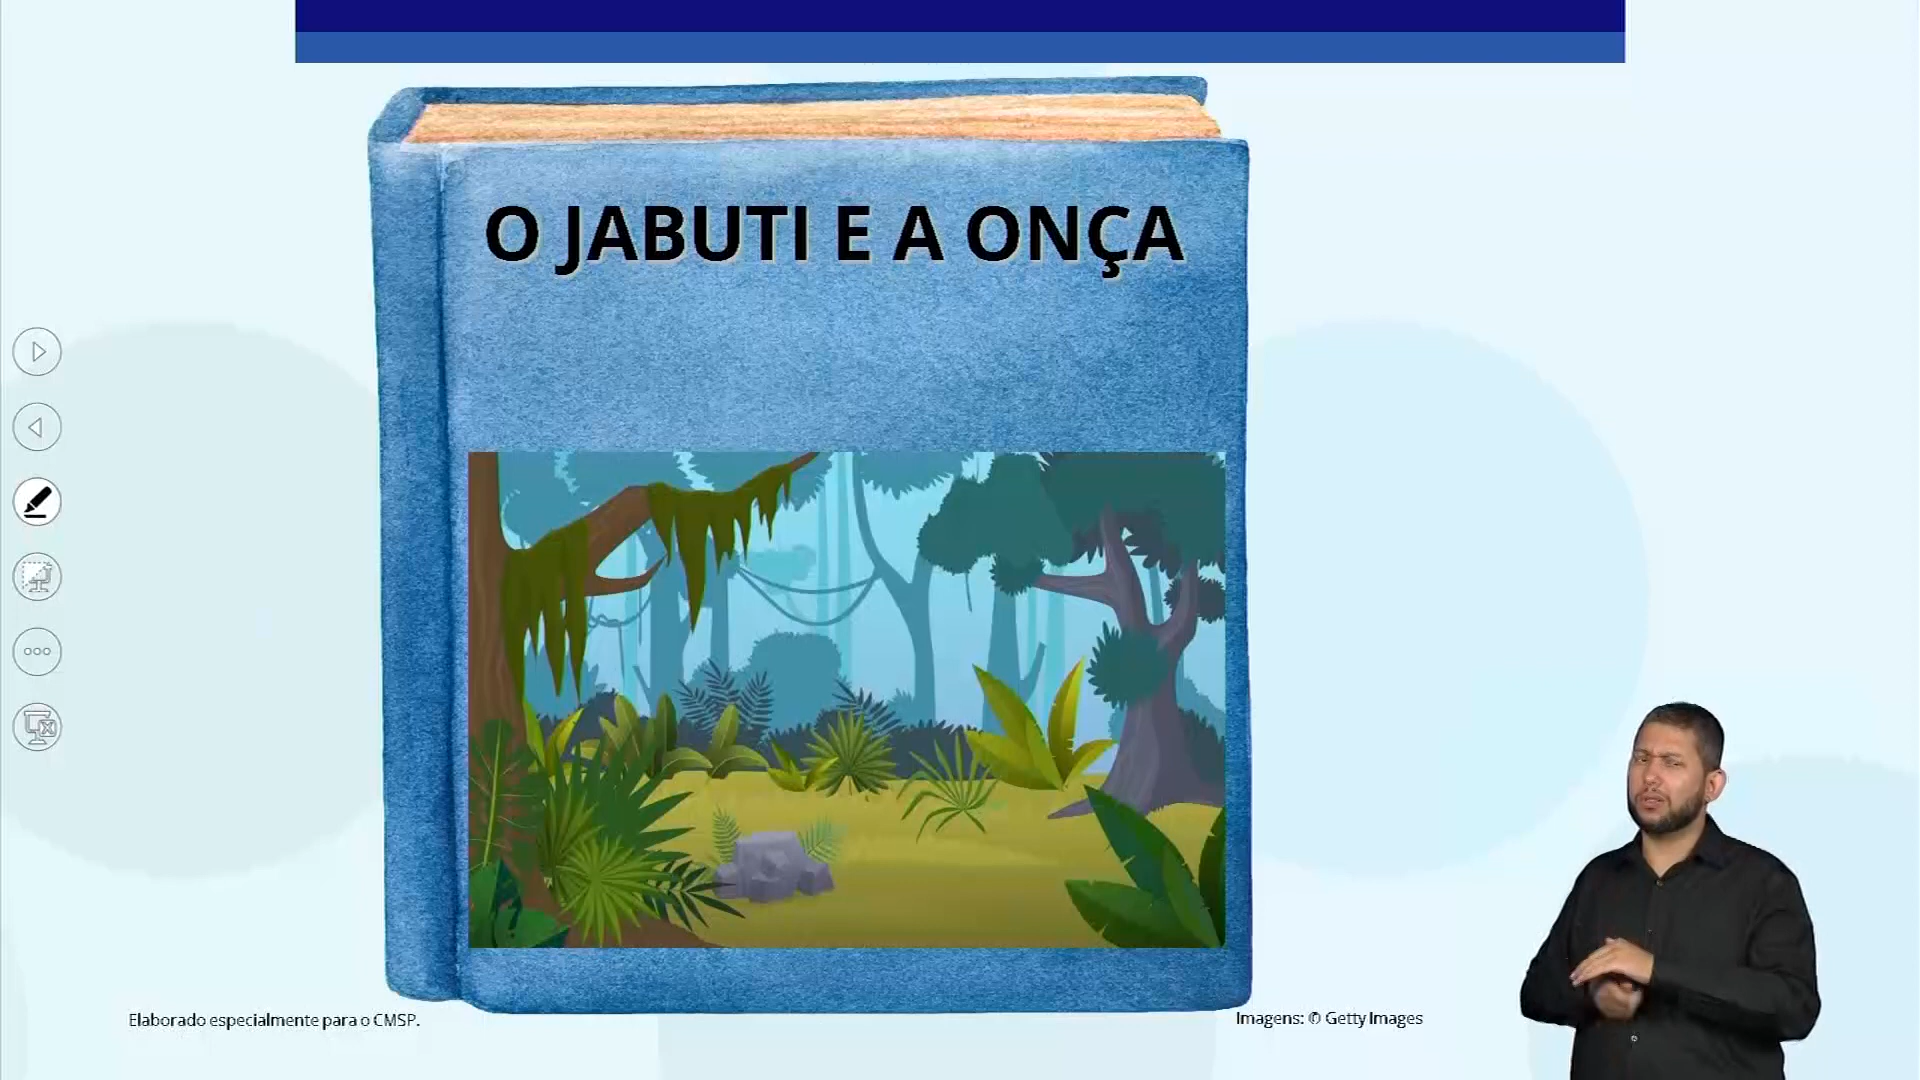 O JABUTI E A ONÇA
Elaborado especialmente para o CMSP.
Imagens: © Getty Images